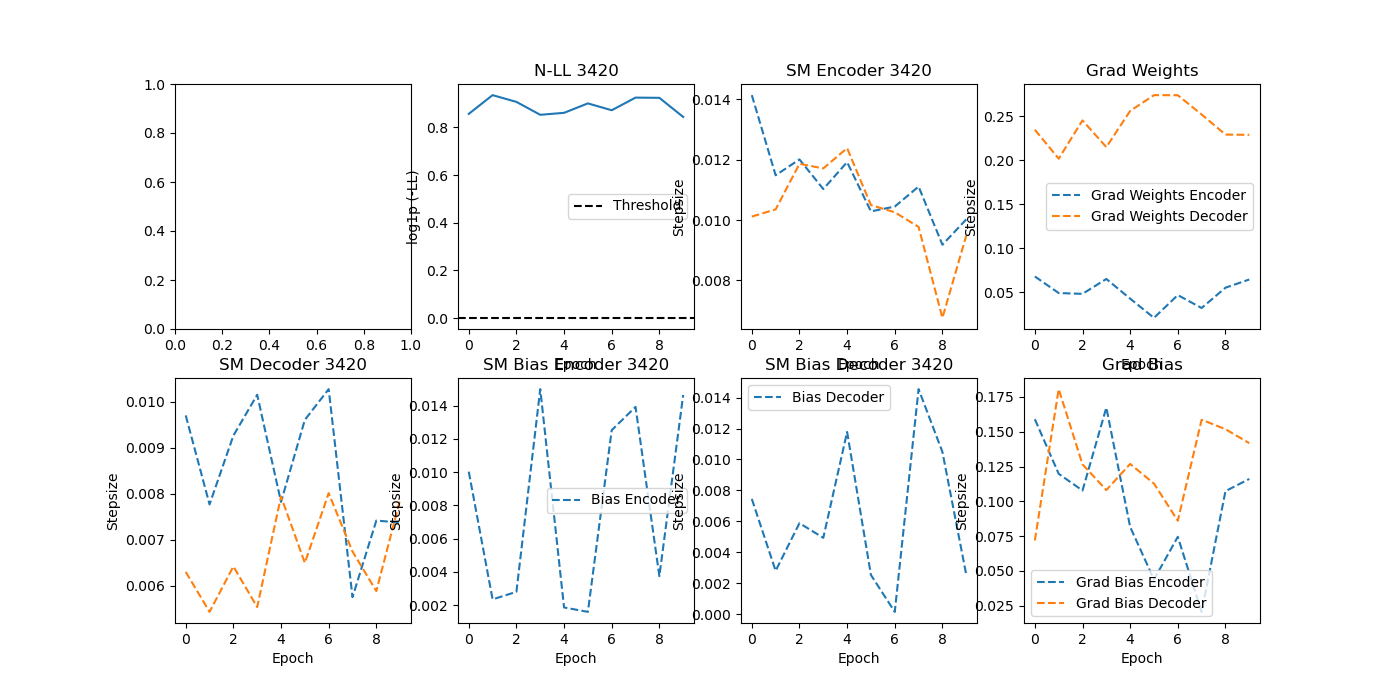 N-LL 3420
SM Encoder 3420
Grad Weights
1.0
0.8
0.6
0.4
0.2
0.0
0.0 0.2 0.4 0.6 0.8 1.0
log1p (-LL)
0.8
0.6
0.4
0.2
0.0
Threshold
0 2 4 6 8
Epoch
Stepsize
0.014
0.012
0.010
0.008
0 2 4 6 8
Epoch
Stepsize
0.25
0.20
0.15
0.10
0.05
Grad Weights Encoder
Grad Weights Decoder
0 2 4 6 8
Epoch
SM Decoder 3420
SM Bias Encoder 3420
SM Bias Decoder 3420
Grad Bias
Stepsize
0.010
0.009
0.008
0.007
0.006
0 2 4 6 8
Epoch
Stepsize
0.014
0.012
0.010
0.008
0.006
0.004
0.002
Bias Encoder
0 2 4 6 8
Epoch
Stepsize
0.014
0.012
0.010
0.008
0.006
0.004
0.002
0.000
Bias Decoder
0 2 4 6 8
Epoch
Stepsize
0.175
0.150
0.125
0.100
0.075
0.050
0.025
Grad Bias Encoder
Grad Bias Decoder
0 2 4 6 8
Epoch